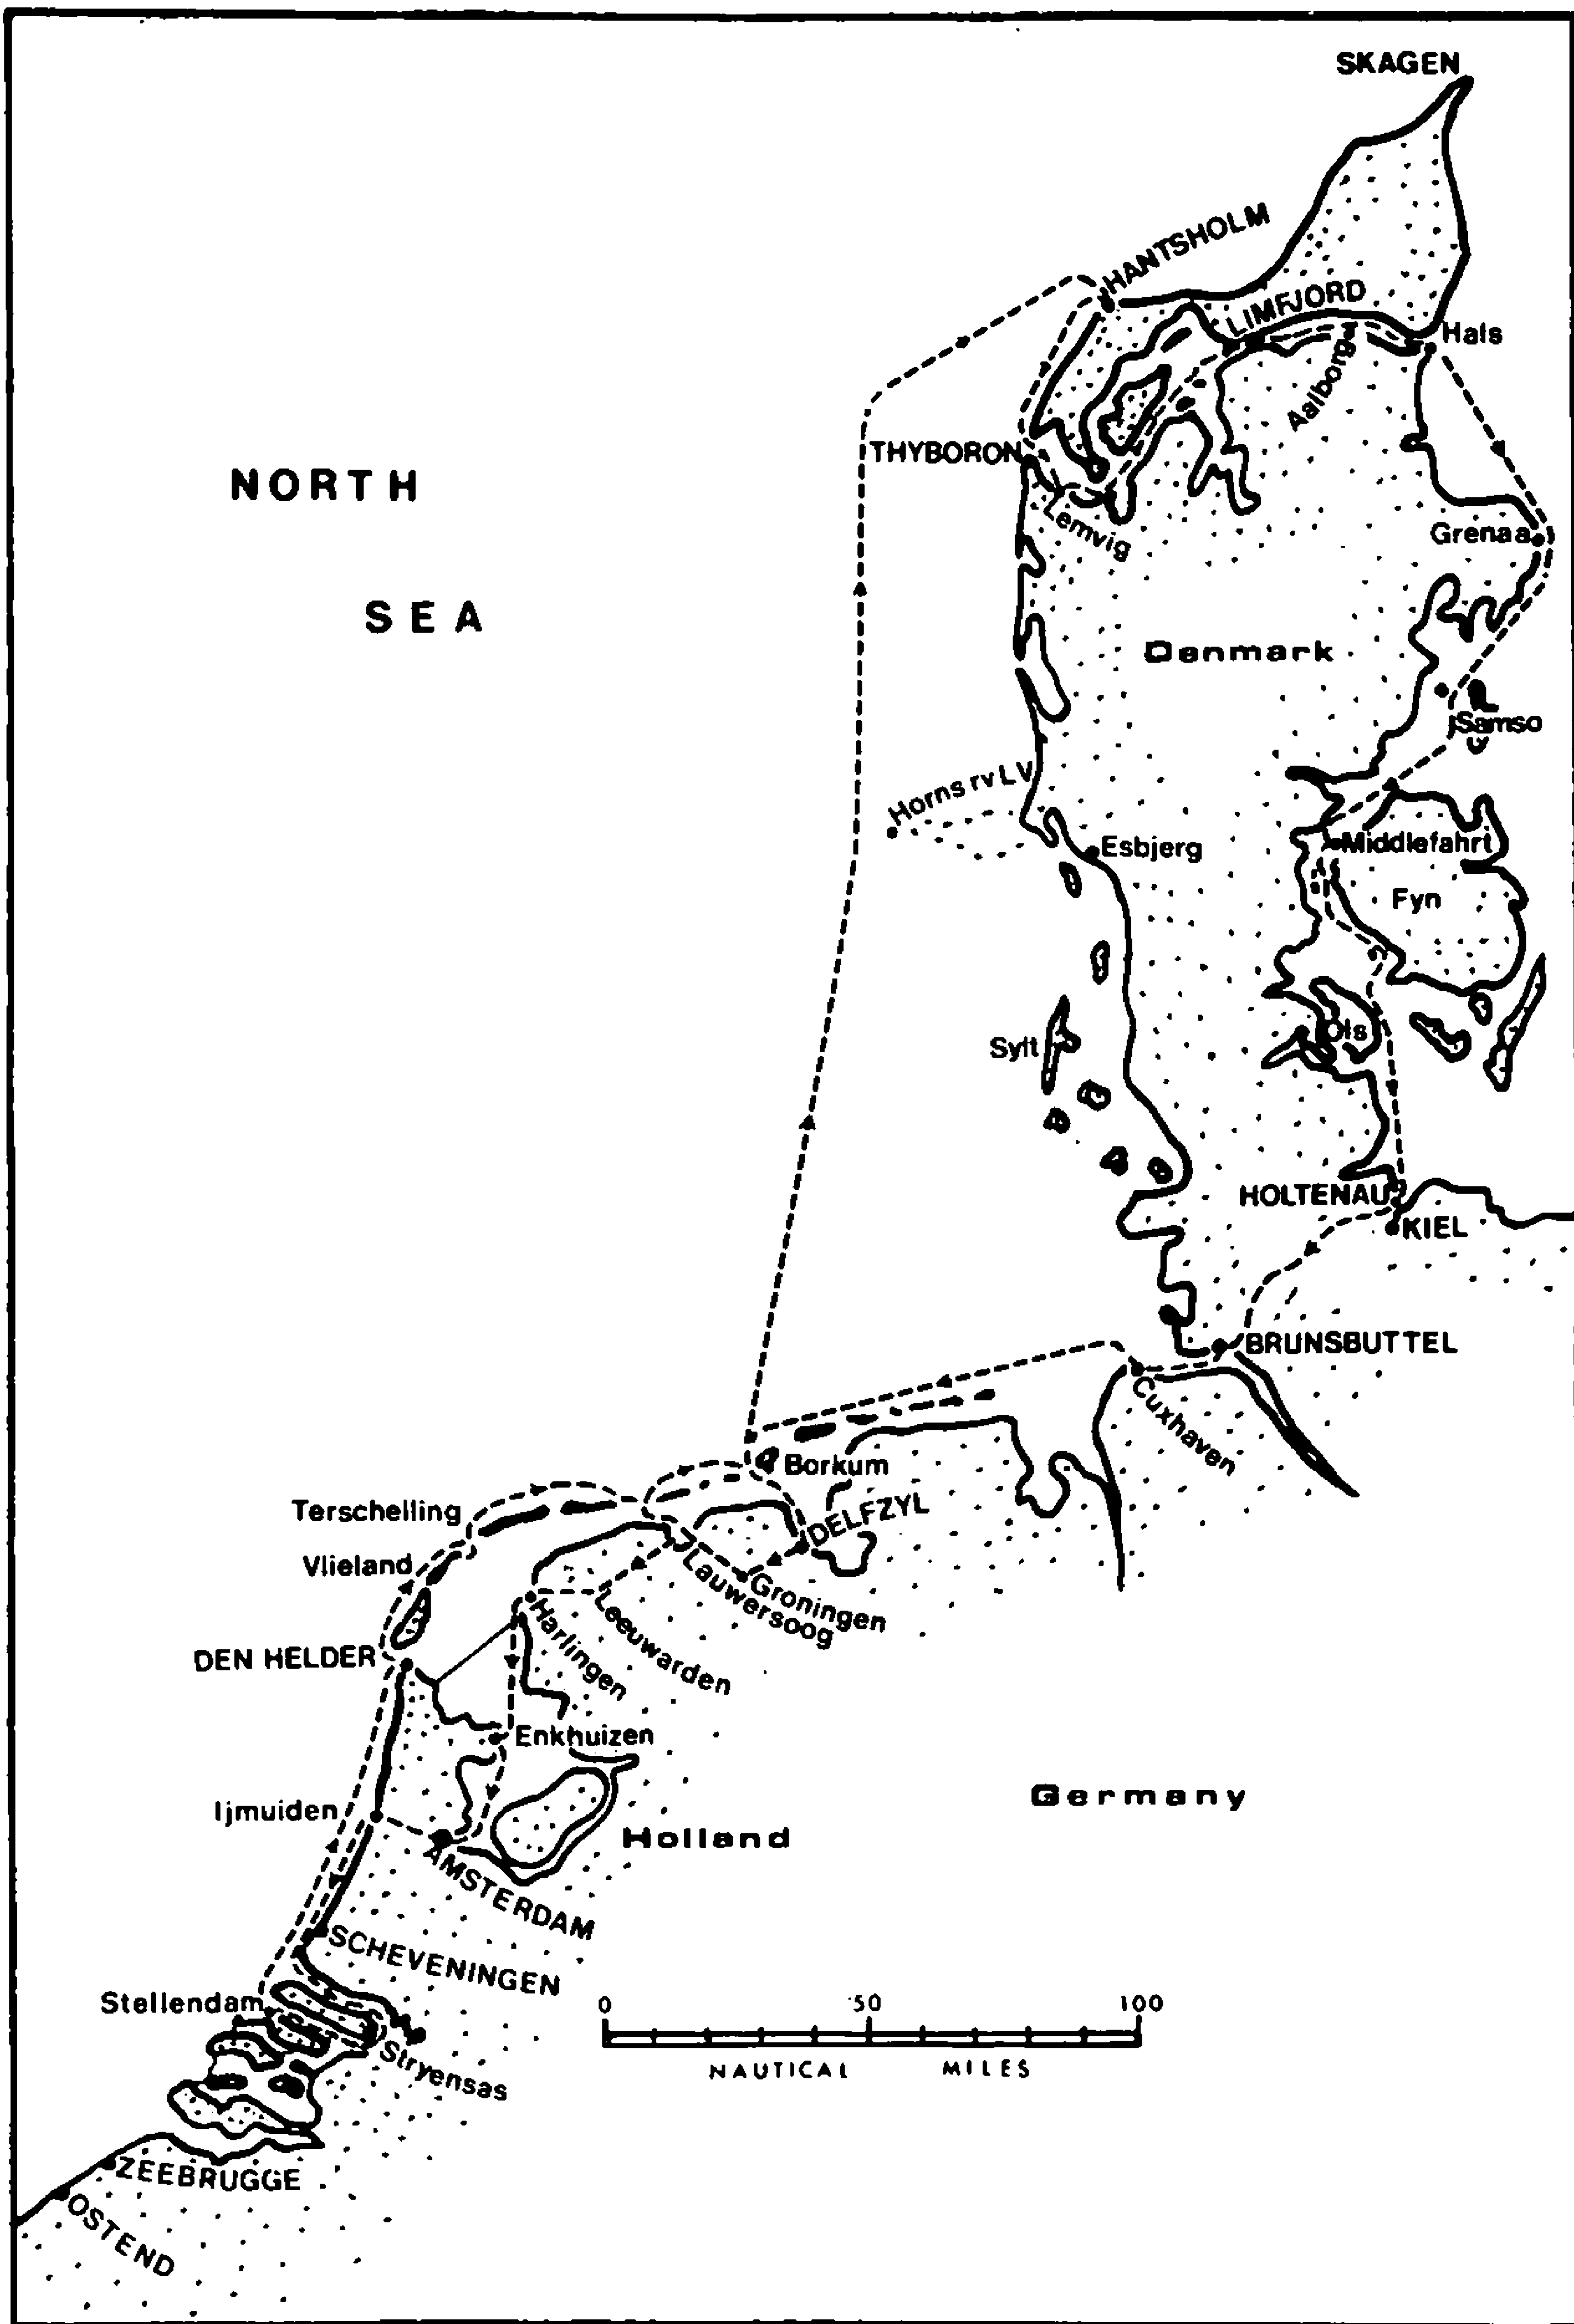 SKAGEN
HANTSHOLM
LIMFJORD
Hals
Aalborg
THYBORON
NORTH
Lemvig
Grenaa
SEA
Denmark
Samso
Horns rv LV
Esbjerg
Middlefahrt
Fyn
Sylt
Ols
HOLTENAU
KIEL
BRUNSBUTTEL
Cuxhaven
Borkum
Terschelling
DELFZYL
Vlieland
Lauwersoog
Groningen
Leeuwarden
Harlingen
DEN HELDER
Enkhuizen
Germany
Ijmuiden
Holland
AMSTERDAM
SCHEVENINGEN
Stellendam
0 50 100
NAUTICAL MILES
Stryensas
ZEEBRUGGE
OSTEND